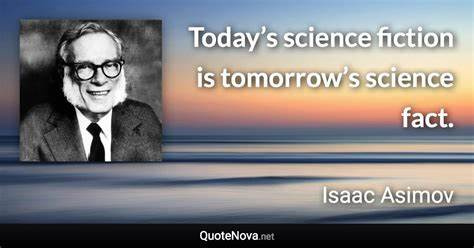 Today’s science fiction
is tomorrow’s science
fact.
Isaac Asimov
QuoteNova.net